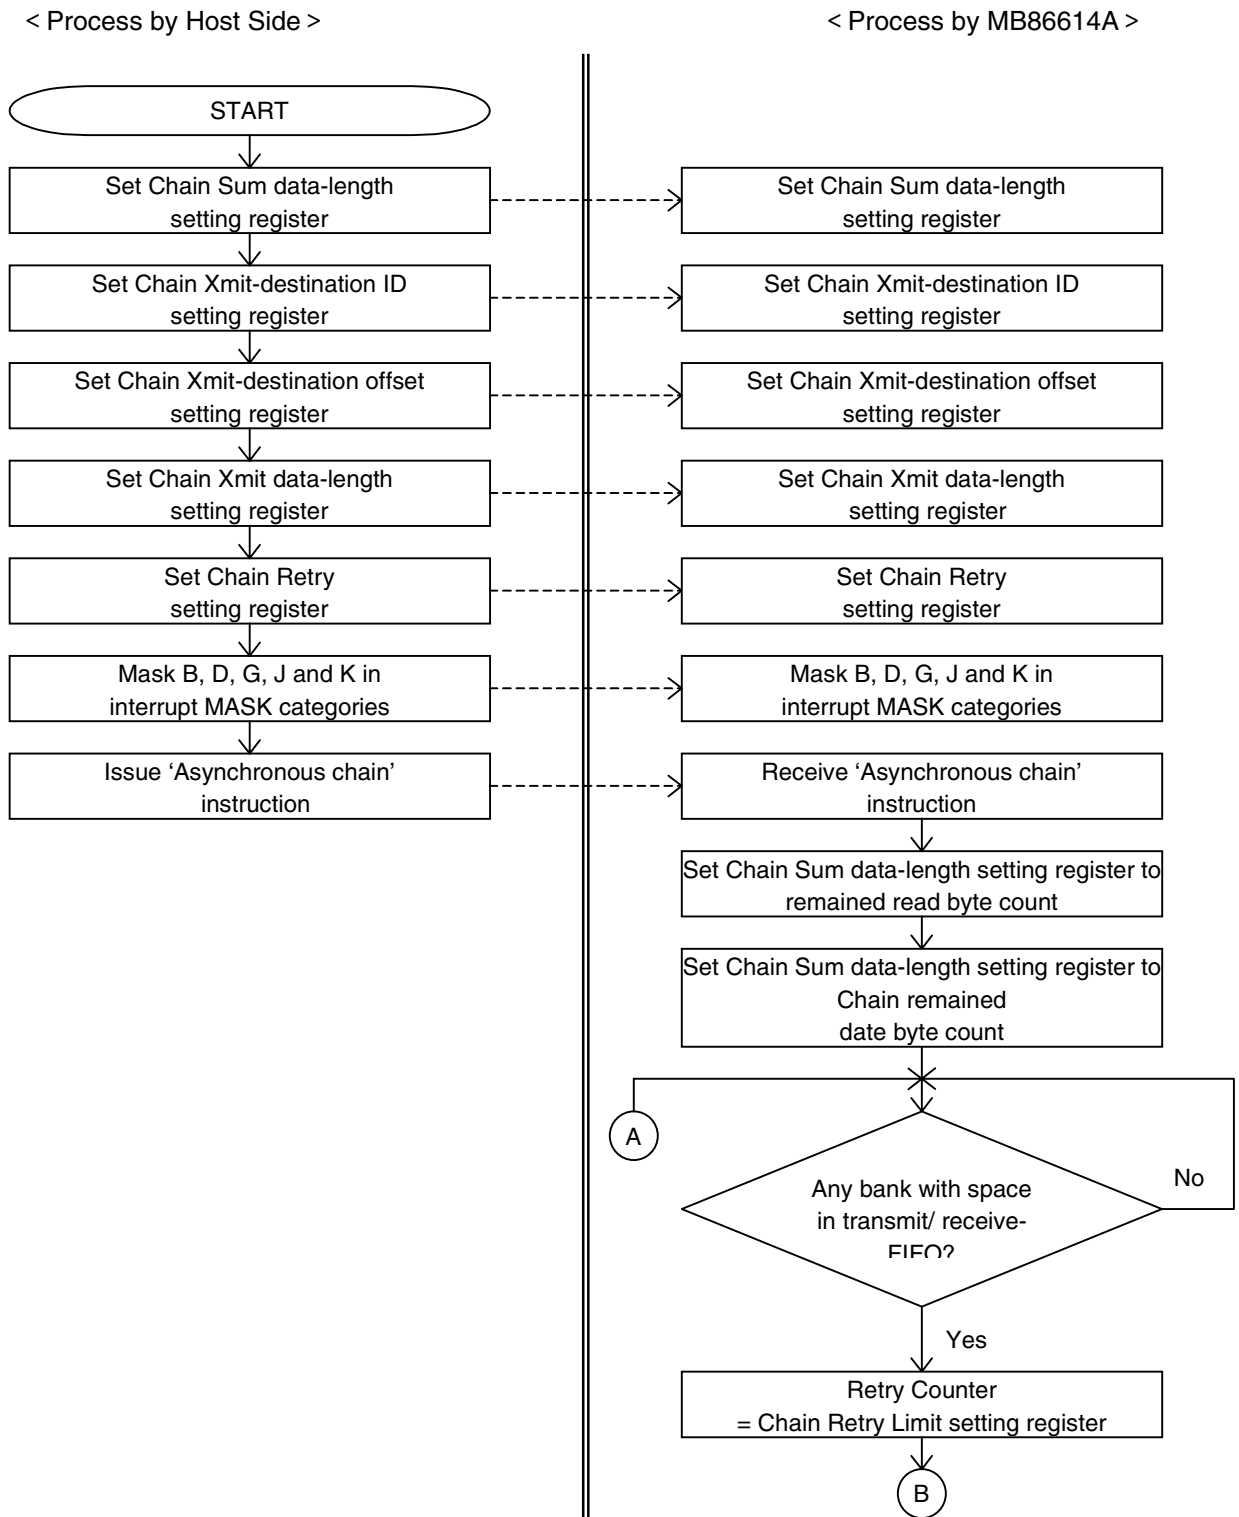 < Process by Host Side >
< Process by MB86614A >
START
Set Chain Sum data-length
setting register
Set Chain Sum data-length
setting register
Set Chain Xmit-destination ID
setting register
Set Chain Xmit-destination ID
setting register
Set Chain Xmit-destination offset
setting register
Set Chain Xmit-destination offset
setting register
Set Chain Xmit data-length
setting register
Set Chain Xmit data-length
setting register
Set Chain Retry
setting register
Set Chain Retry
setting register
Mask B, D, G, J and K in
interrupt MASK categories
Mask B, D, G, J and K in
interrupt MASK categories
Issue ‘Asynchronous chain’
instruction
Receive ‘Asynchronous chain’
instruction
Set Chain Sum data-length setting register to
remained read byte count
Set Chain Sum data-length setting register to
Chain remained
date byte count
A
Any bank with space
in transmit/ receive-
FIFO?
No
Yes
Retry Counter
= Chain Retry Limit setting register
B